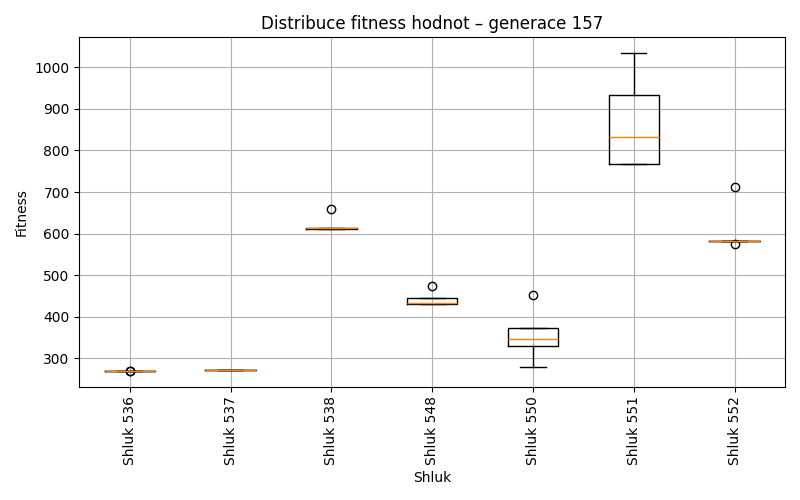 Distribuce fitness hodnot – generace 157
Fitness
1000
900
800
700
600
500
400
300
Shluk 536
Shluk 537
Shluk 538
Shluk 548
Shluk 550
Shluk 551
Shluk 552
Shluk